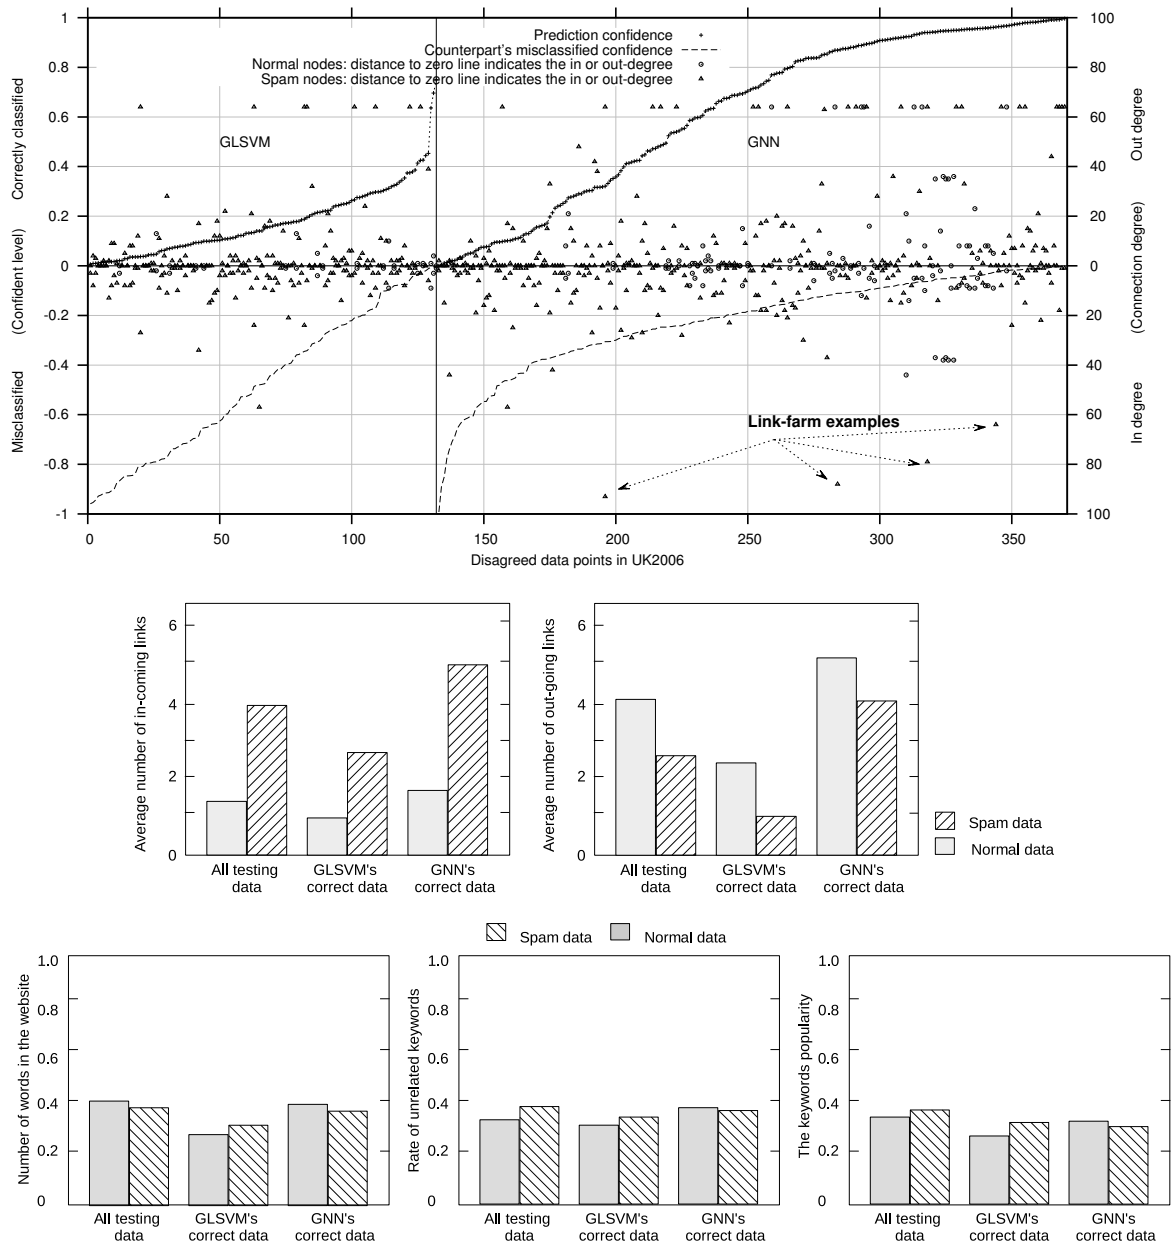 Prediction confidence
Counterpart's misclassified confidence
Normal nodes: distance to zero line indicates the in or out-degree
Spam nodes: distance to zero line indicates the in or out-degree
GLSVM
GNN
Link-farm examples
1
0.8
0.6
0.4
0.2
0
-0.2
-0.4
-0.6
-0.8
-1
Misclassified (Confident level) Correctly classified
100
80
60
40
20
0
20
40
60
80
100
In degree (Connection degree) Out degree
0 50 100 150 200 250 300 350
Disagreed data points in UK2006
Average number of in-coming links
6
4
2
0
All testing data
GLSVM's correct data
GNN's correct data
Average number of out-going links
6
4
2
0
All testing data
GLSVM's correct data
GNN's correct data
Spam data
Normal data
Spam data Normal data
Number of words in the website
1.0
0.8
0.6
0.4
0.2
0
All testing data
GLSVM's correct data
GNN's correct data
Rate of unrelated keywords
1.0
0.8
0.6
0.4
0.2
0
All testing data
GLSVM's correct data
GNN's correct data
The keywords popularity
1.0
0.8
0.6
0.4
0.2
0
All testing data
GLSVM's correct data
GNN's correct data